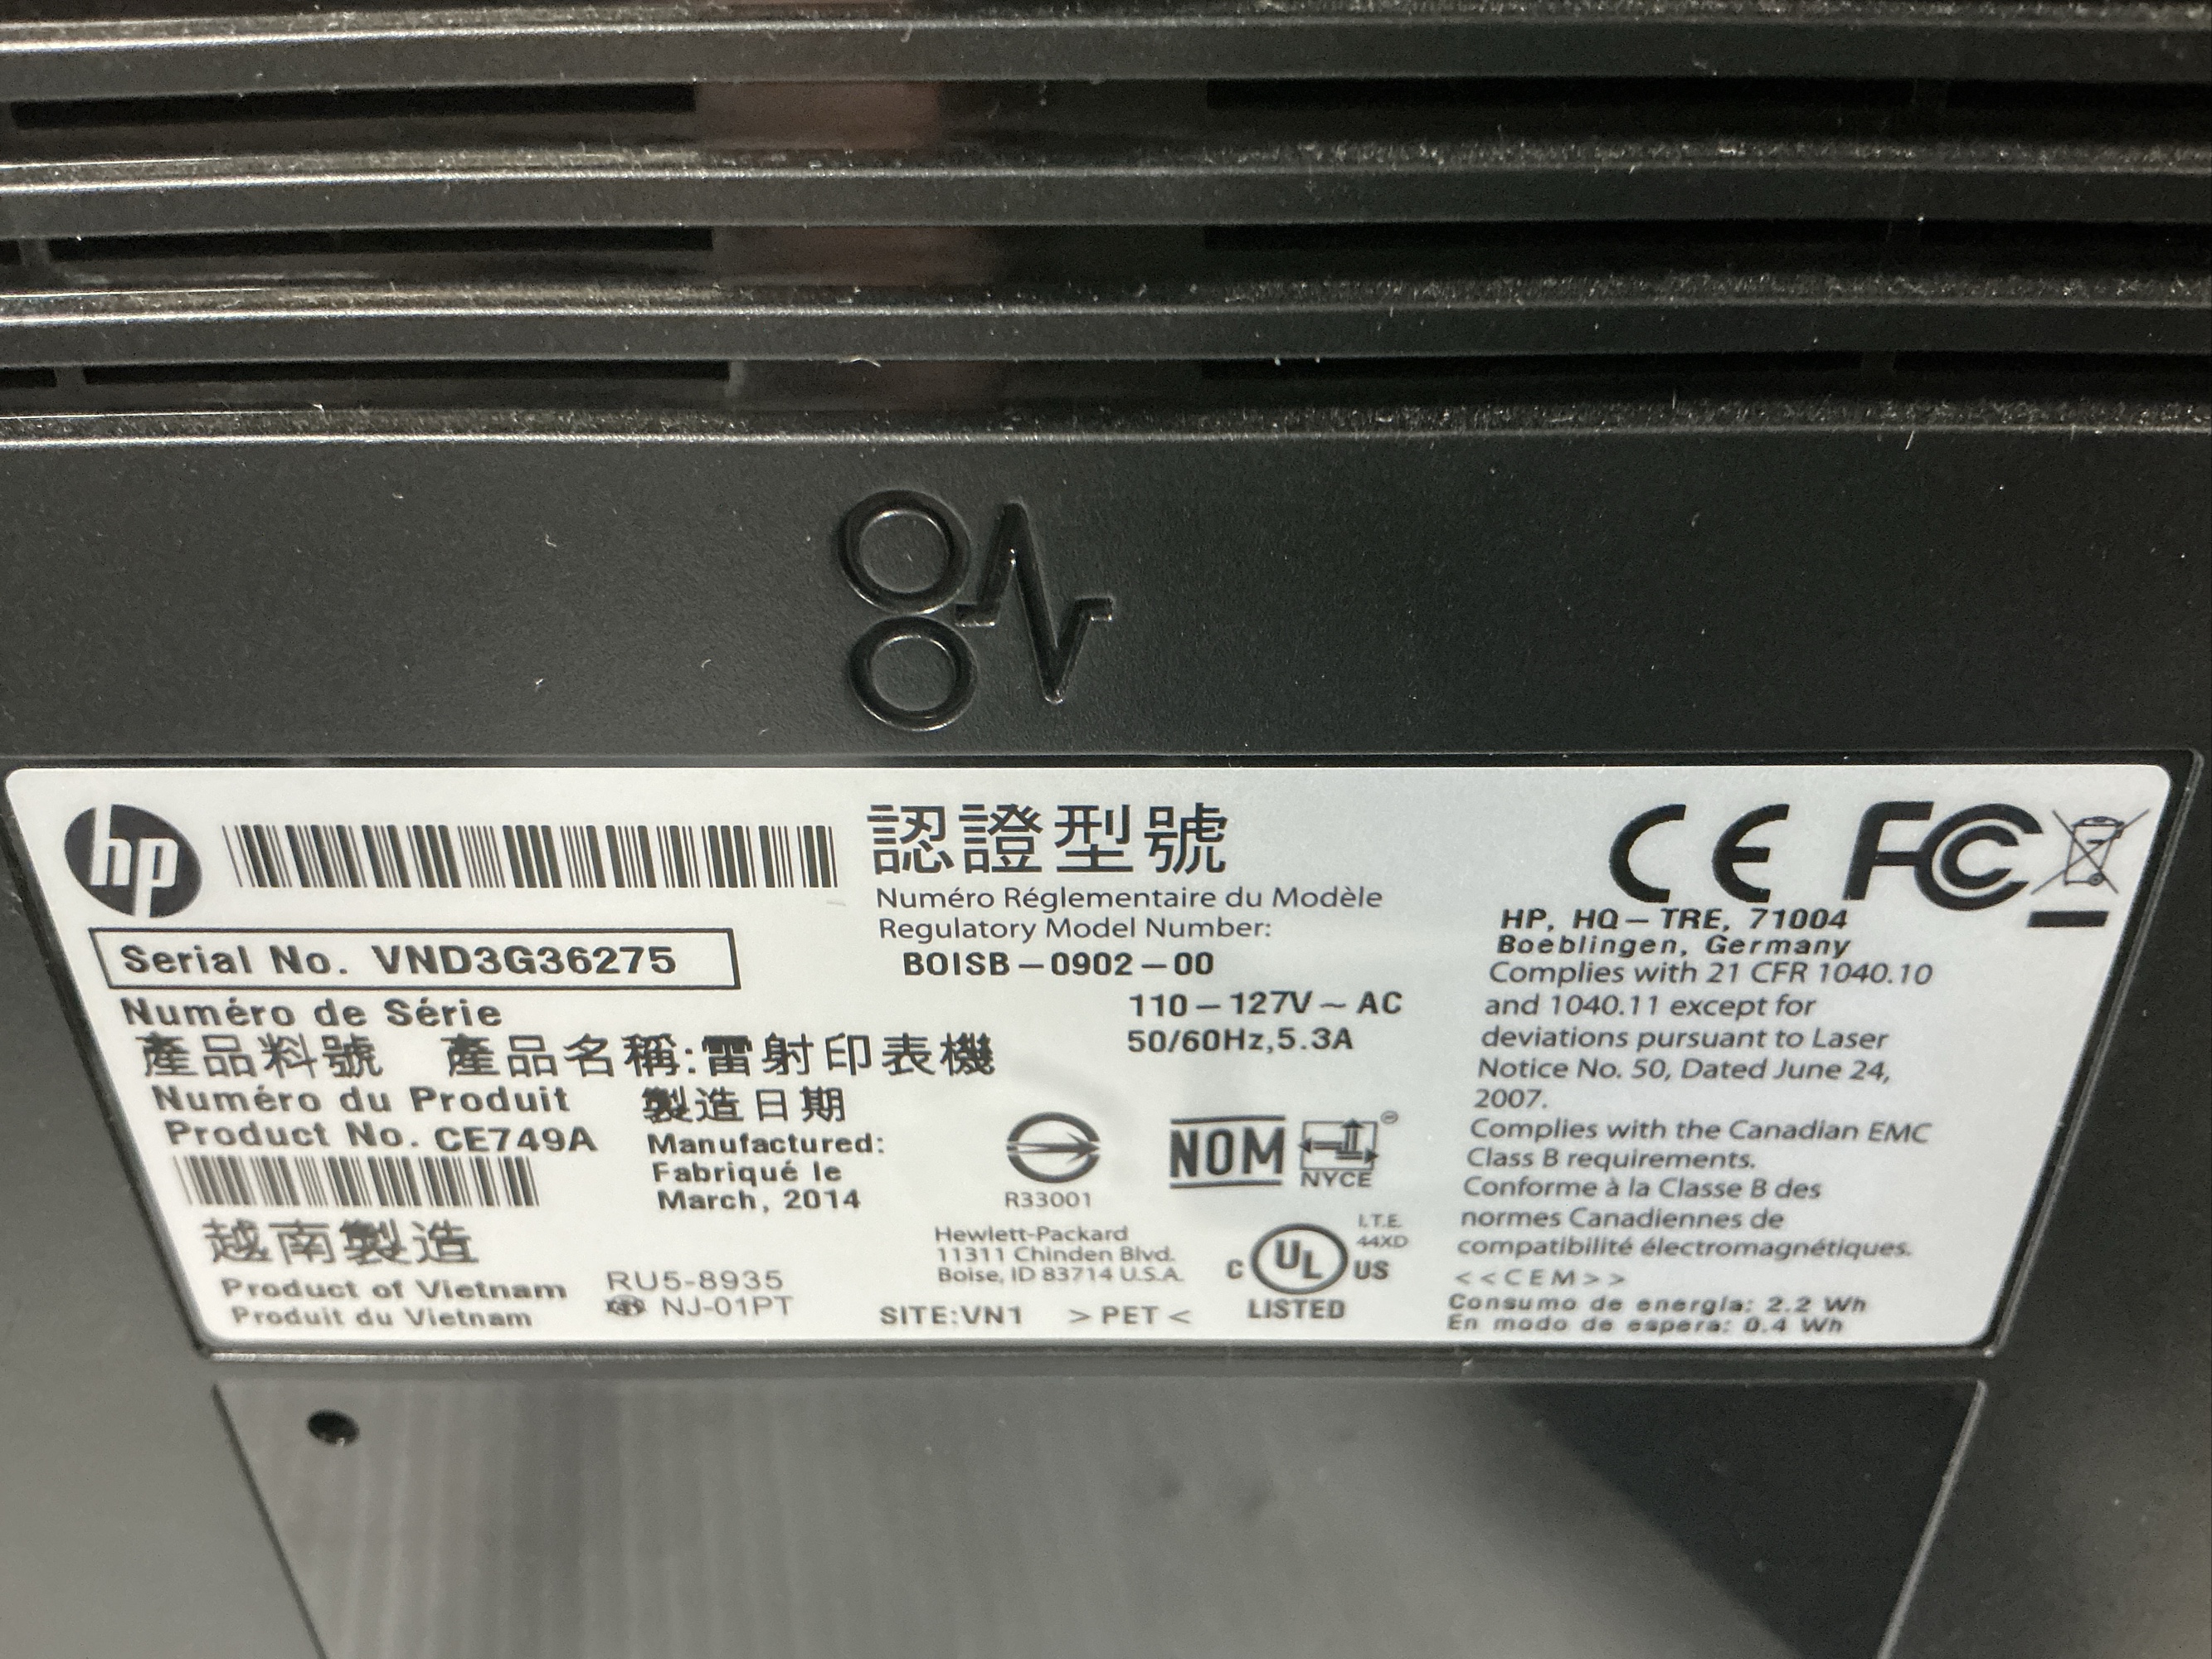 hp
認證型號
Numéro Réglementaire du Modèle
Regulatory Model Number:
BOISB-0902-00
Serial No. VND3G36275
Numéro de Série
110-127V~AC
50/60Hz,5.3A
產品料號 產品名稱:雷射印表機
Numéro du Produit
Product No. CE749A
製造日期
Manufactured:
Fabriqué le
March, 2014
越南製造
Product of Vietnam
Produit du Vietnam
RU5-8935
NJ-01PT
R33001
NOM
NYCE
Hewlett-Packard
11311 Chinden Blvd.
Boise, ID 83714 U.S.A.
SITE:VN1 >PET<
C UL US
LISTED
I.T.E.
44XD
CE FC
HP, HQ-TRE, 71004
Boeblingen, Germany
Complies with 21 CFR 1040.10
and 1040.11 except for
deviations pursuant to Laser
Notice No. 50, Dated June 24,
2007.
Complies with the Canadian EMC
Class B requirements.
Conforme à la Classe B des
normes Canadiennes de
compatibilité électromagnétiques.
<<CEM>>
Consumo de energía: 2.2 Wh
En modo de espera: 0.4 Wh